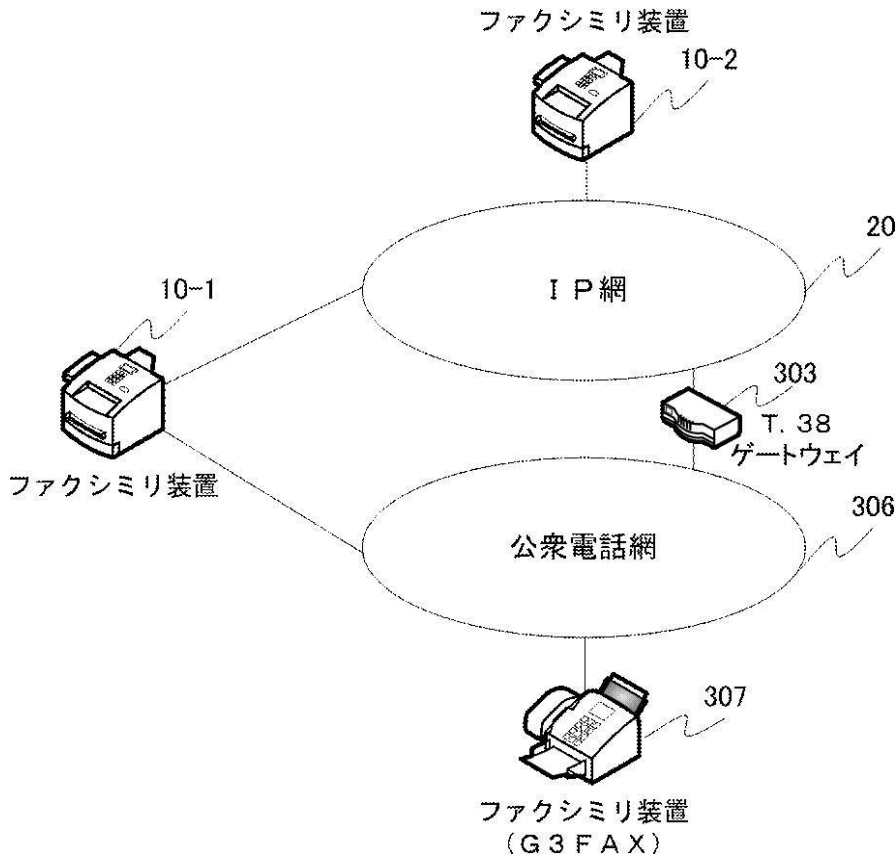 ファクシミリ装置
10-2
20
IP網
10-1
303
T.38
ゲートウェイ
ファクシミリ装置
306
公衆電話網
307
ファクシミリ装置
(G3FAX)